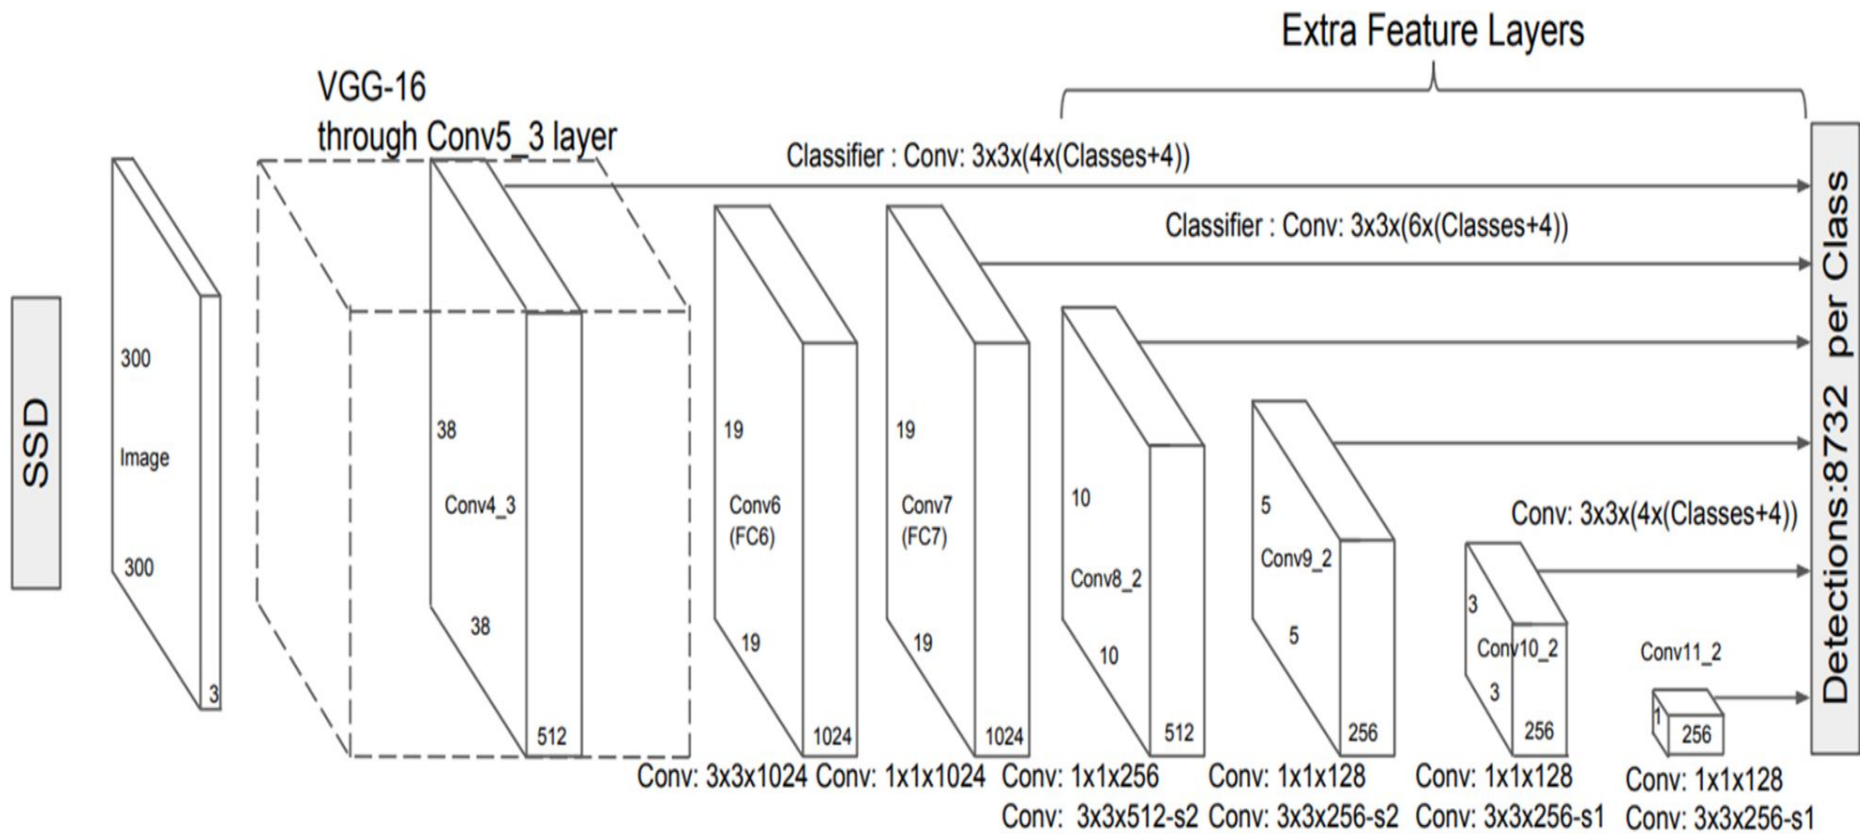 Extra Feature Layers
VGG-16
through Conv5_3 layer
Classifier : Conv: 3x3x(4x(Classes+4))
Classifier : Conv: 3x3x(6x(Classes+4))
SSD
300
Image
300
3
38
Conv4_3
38
512
19
Conv6
(FC6)
19
1024
19
Conv7
(FC7)
19
1024
10
Conv8_2
10
512
5
Conv9_2
5
256
Conv: 3x3x(4x(Classes+4))
3
Conv10_2
3
256
Conv11_2
1
256
Detections:8732 per Class
Conv: 3x3x1024 Conv: 1x1x1024 Conv: 1x1x256 Conv: 1x1x128 Conv: 1x1x128 Conv: 1x1x128
Conv: 3x3x512-s2 Conv: 3x3x256-s2 Conv: 3x3x256-s1 Conv: 3x3x256-s1